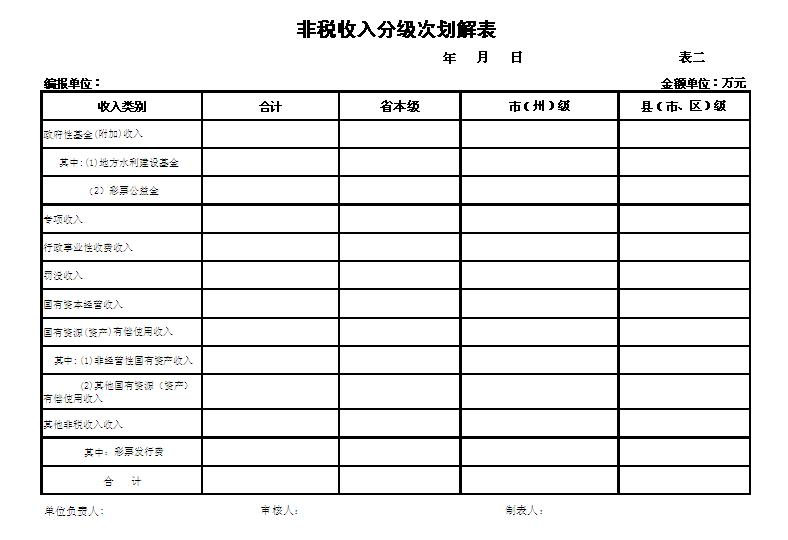 非税收入分级次划解表
年 月 日 表二
编报单位： 金额单位：万元
收入类别 合计 省本级 市（州）级 县（市、区）级
政府性基金(附加)收入
其中:(1)地方水利建设基金
(2) 彩票公益金
专项收入
行政事业性收费收入
罚没收入
国有资本经营收入
国有资源(资产)有偿使用收入
其中:(1)非经营性国有资产收入
(2)其他国有资源（资产）
有偿使用收入
其他非税收入收入
其中：彩票发行费
合 计
单位负责人: 审核人： 制表人：